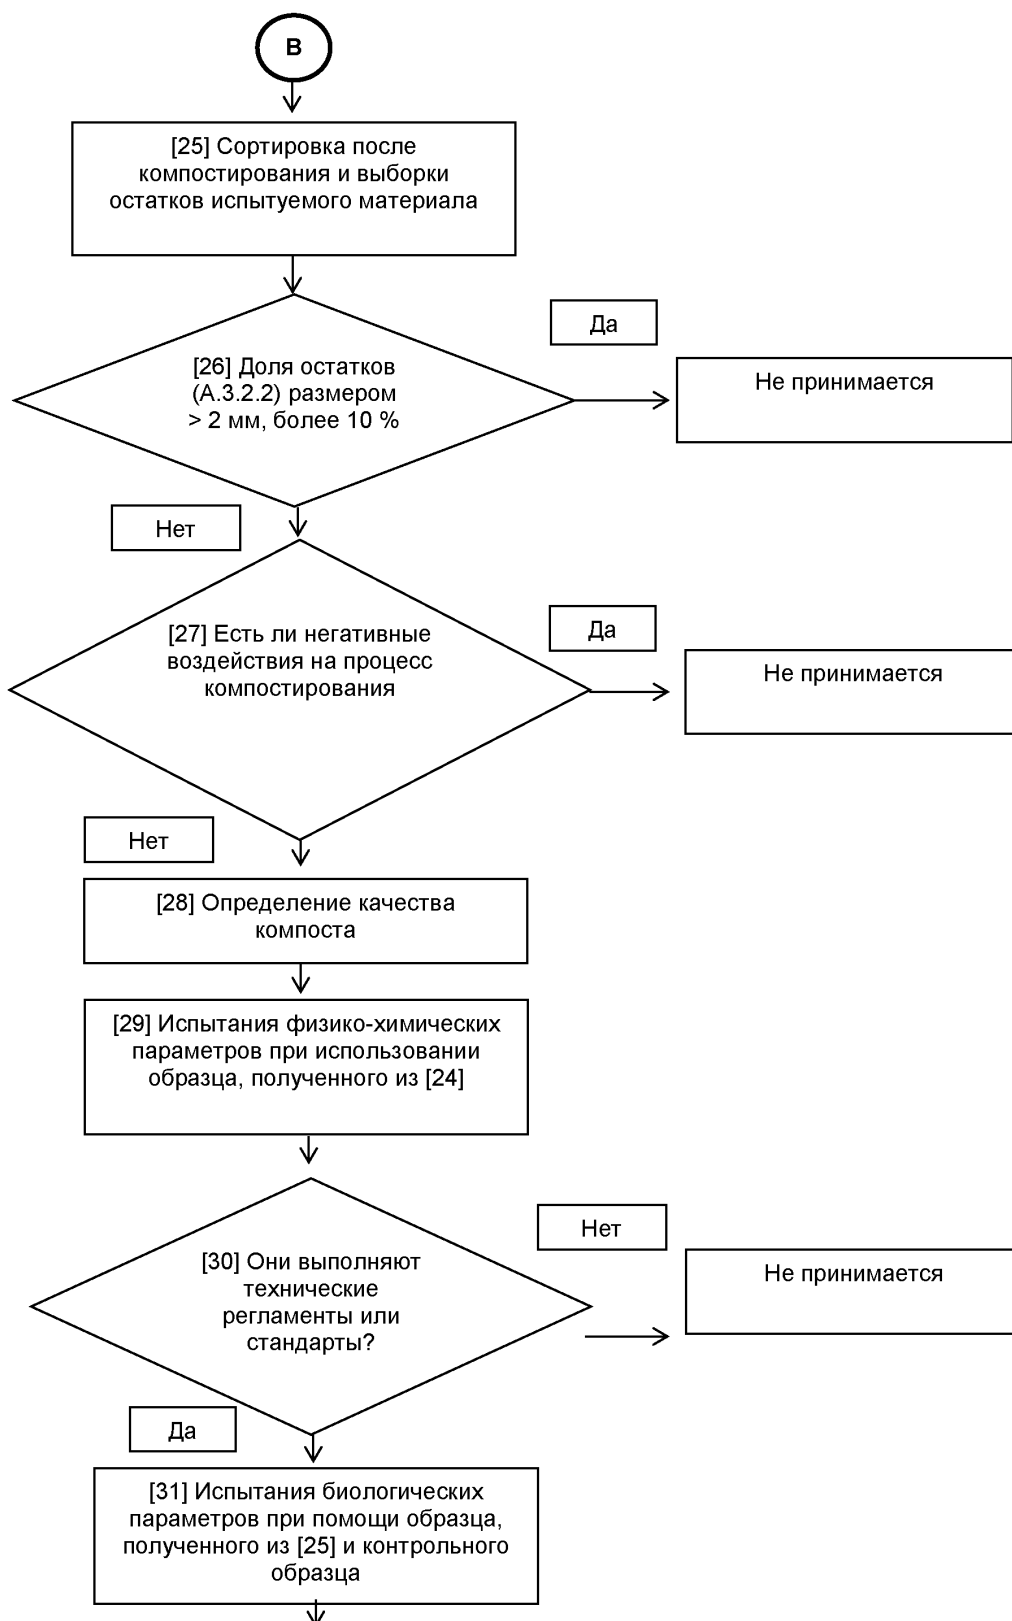 В
[25] Сортировка после
компостирования и выборки
остатков испытуемого материала
Да
[26] Доля остатков
(А.3.2.2) размером
> 2 мм, более 10 %
Не принимается
Нет
[27] Есть ли негативные
воздействия на процесс
компостирования
Да
Не принимается
Нет
[28] Определение качества
компоста
[29] Испытания физико-химических
параметров при использовании
образца, полученного из [24]
Нет
[30] Они выполняют
технические
регламенты или
стандарты?
Не принимается
Да
[31] Испытания биологических
параметров при помощи образца,
полученного из [25] и контрольного
образца